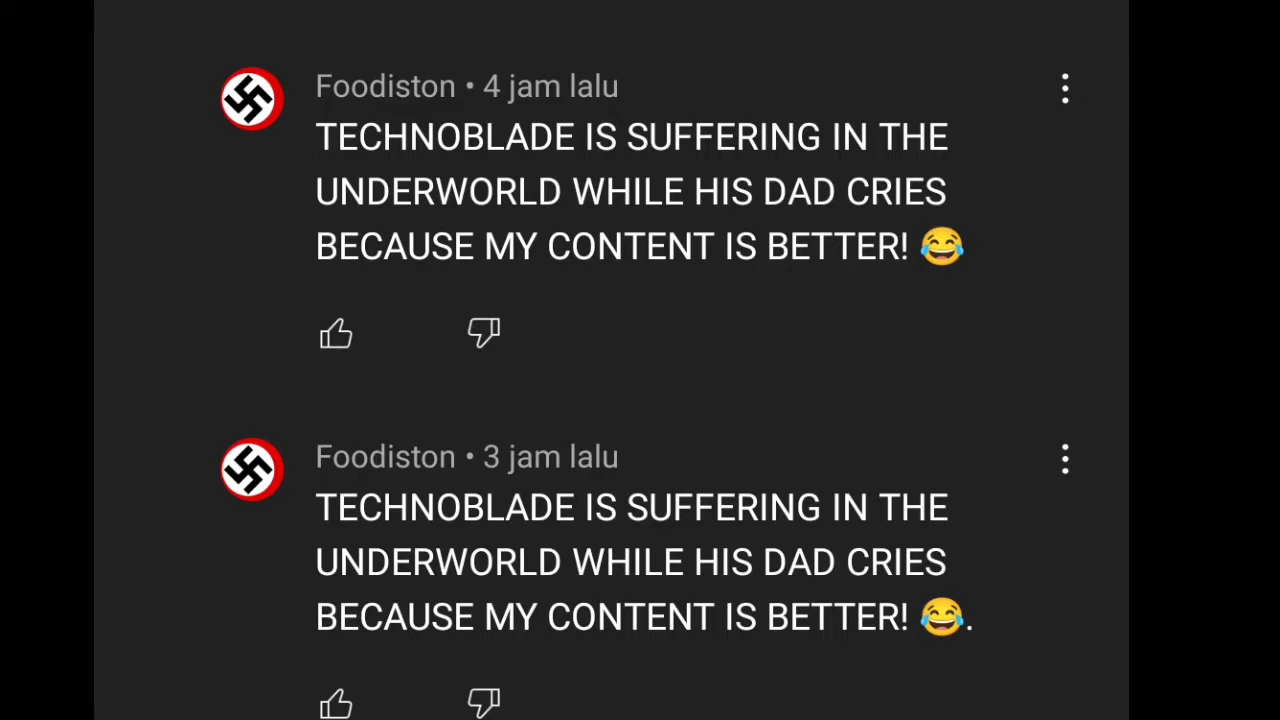 Foodiston • 4 jam lalu
TECHNOBLADE IS SUFFERING IN THE
UNDERWORLD WHILE HIS DAD CRIES
BECAUSE MY CONTENT IS BETTER! 😂
Foodiston • 3 jam lalu
TECHNOBLADE IS SUFFERING IN THE
UNDERWORLD WHILE HIS DAD CRIES
BECAUSE MY CONTENT IS BETTER! 😂.